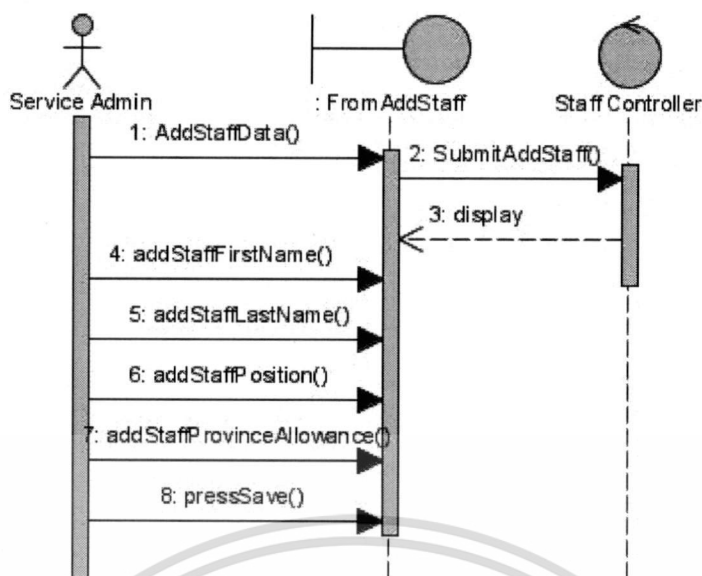 Service Admin
: FromAddStaff
Staff Controller
1: AddStaffData()
2: SubmitAddStaff()
3: display
4: addStaffFirstName()
5: addStaffLastName()
6: addStaffPosition()
7: addStaffProvinceAllowance()
8: pressSave()